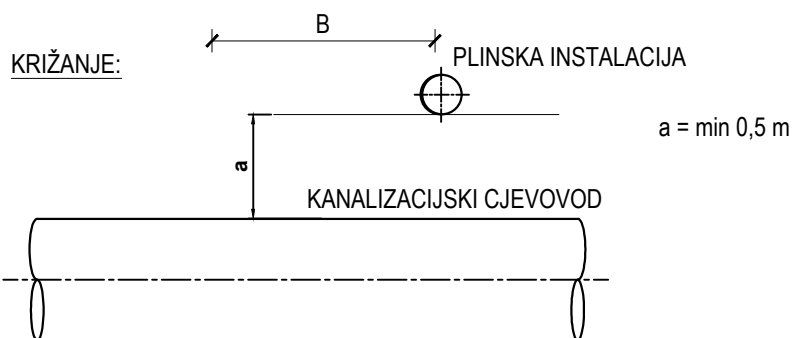 B
KRIŽANJE:
PLINSKA INSTALACIJA
a = min 0,5 m
a
KANALIZACIJSKI CJEVOVOD